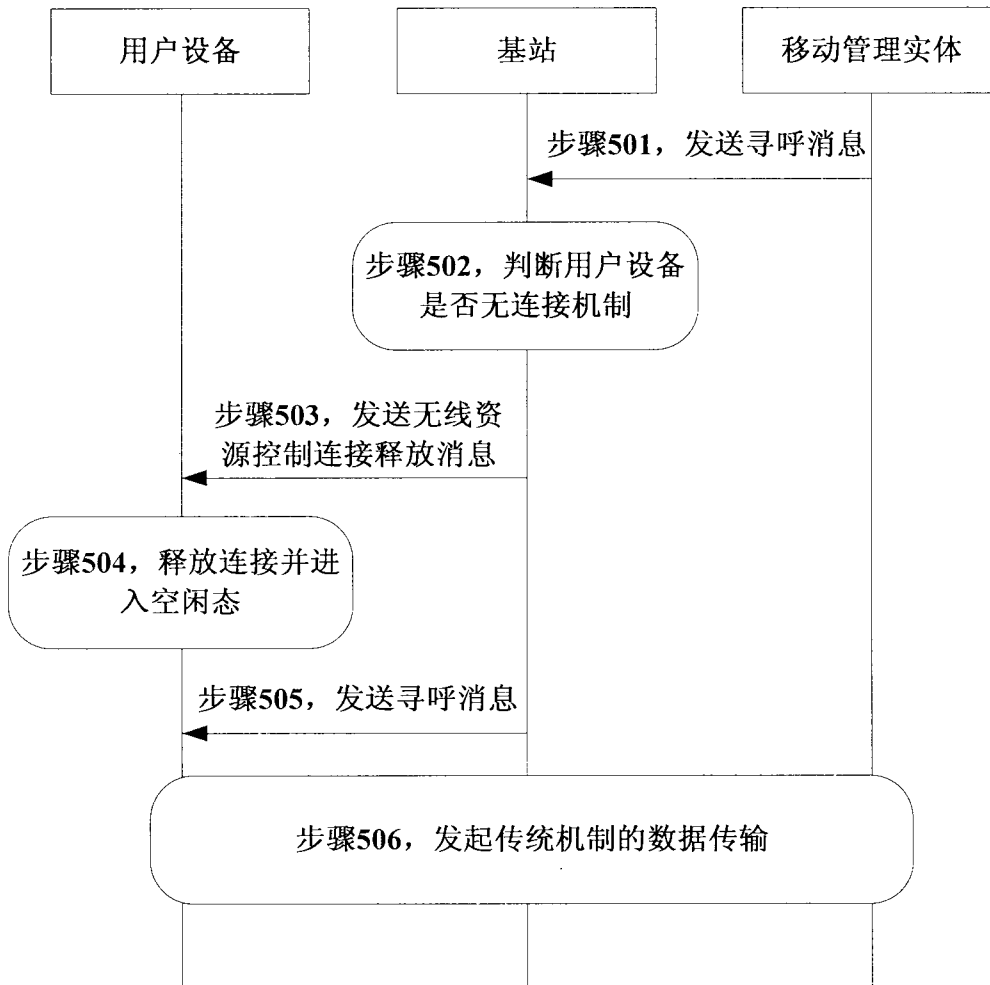 用户设备
基站
移动管理实体
步骤501，发送寻呼消息
步骤502，判断用户设备
是否无连接机制
步骤503，发送无线资
源控制连接释放消息
步骤504，释放连接并进
入空闲态
步骤505，发送寻呼消息
步骤506，发起传统机制的数据传输